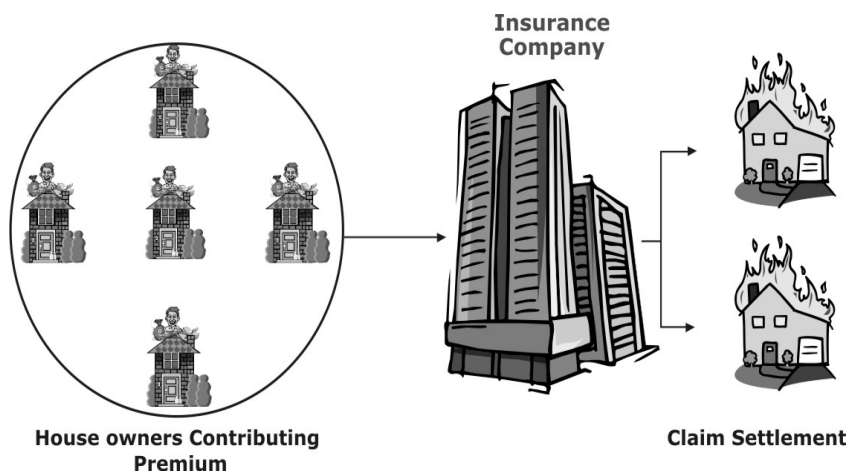 Insurance
Company
House owners Contributing
Premium
Claim Settlement